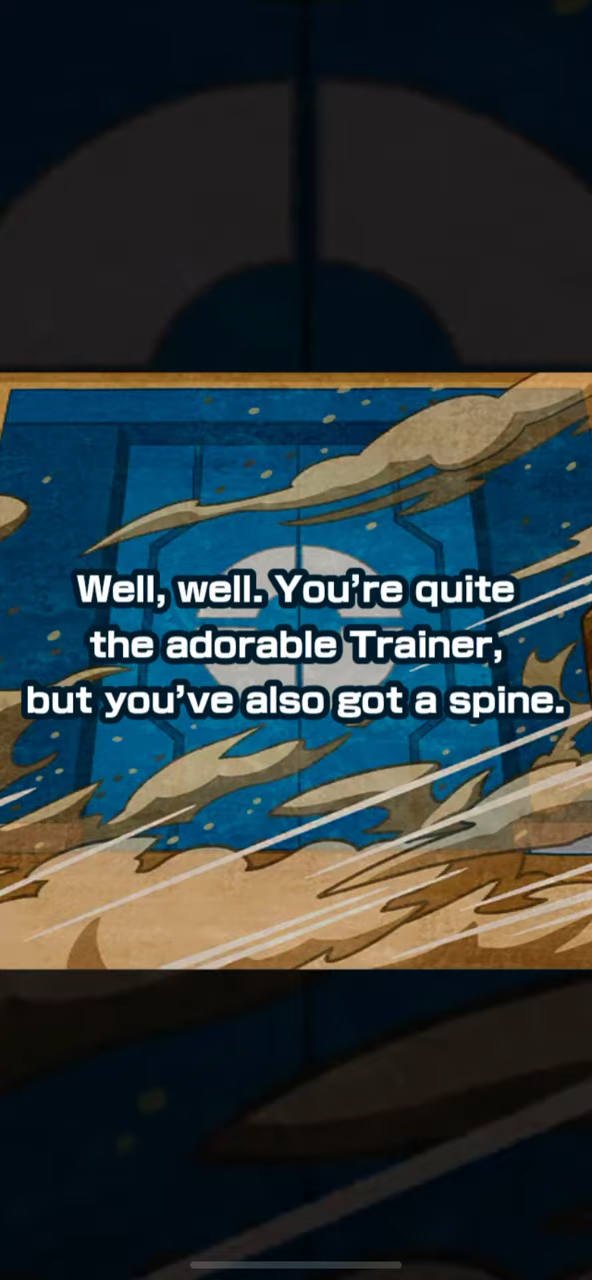 Well, well. You’re quite
the adorable Trainer,
but you’ve also got a spine.